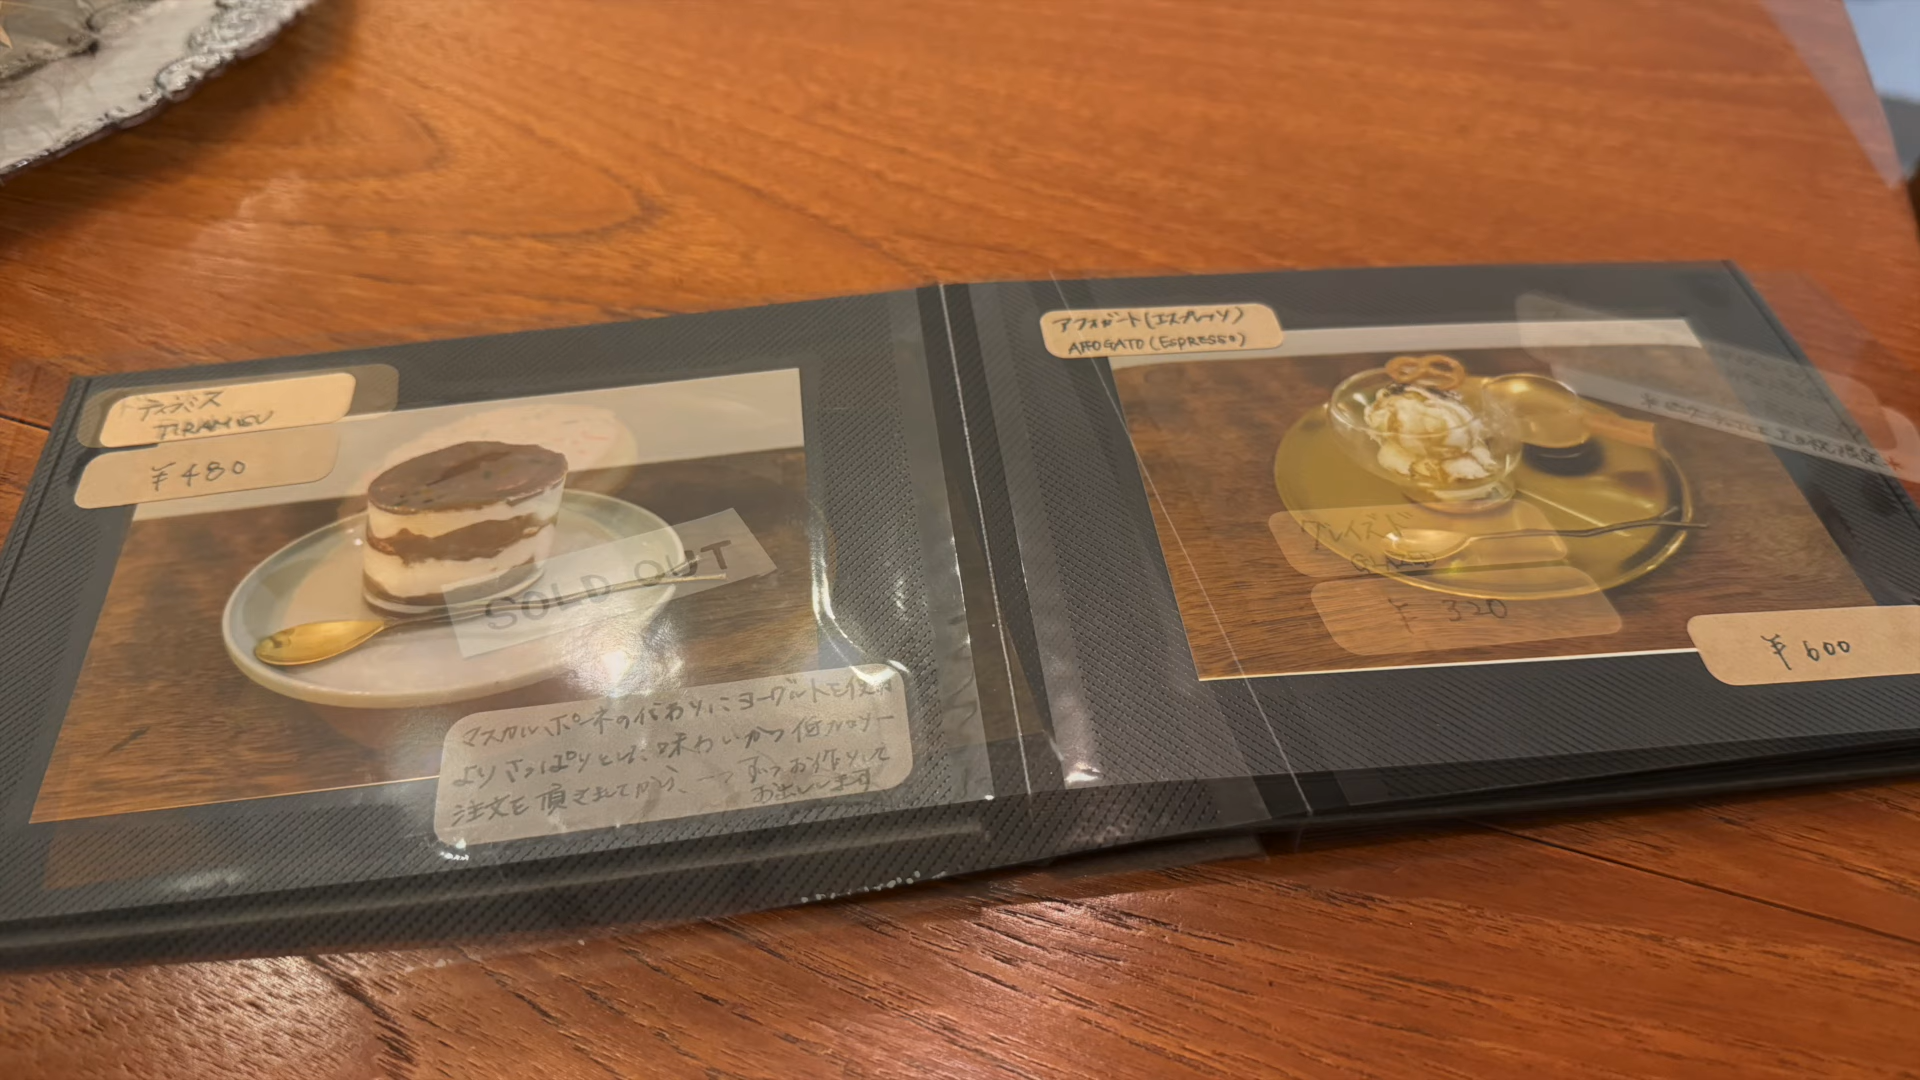 ティラミス
TIRAMISU
¥480
SOLD OUT
マスカルポーネの代わりにヨーグルトを使用
よりさっぱりとした味わいかつ低カロリー
注文を頂きましてから、一つずつお作りして
お出しします
アフォガート(エスプレッソ)
AFFOGATO (ESPRESSO)
グレイズド
GLAZED
¥320
¥600